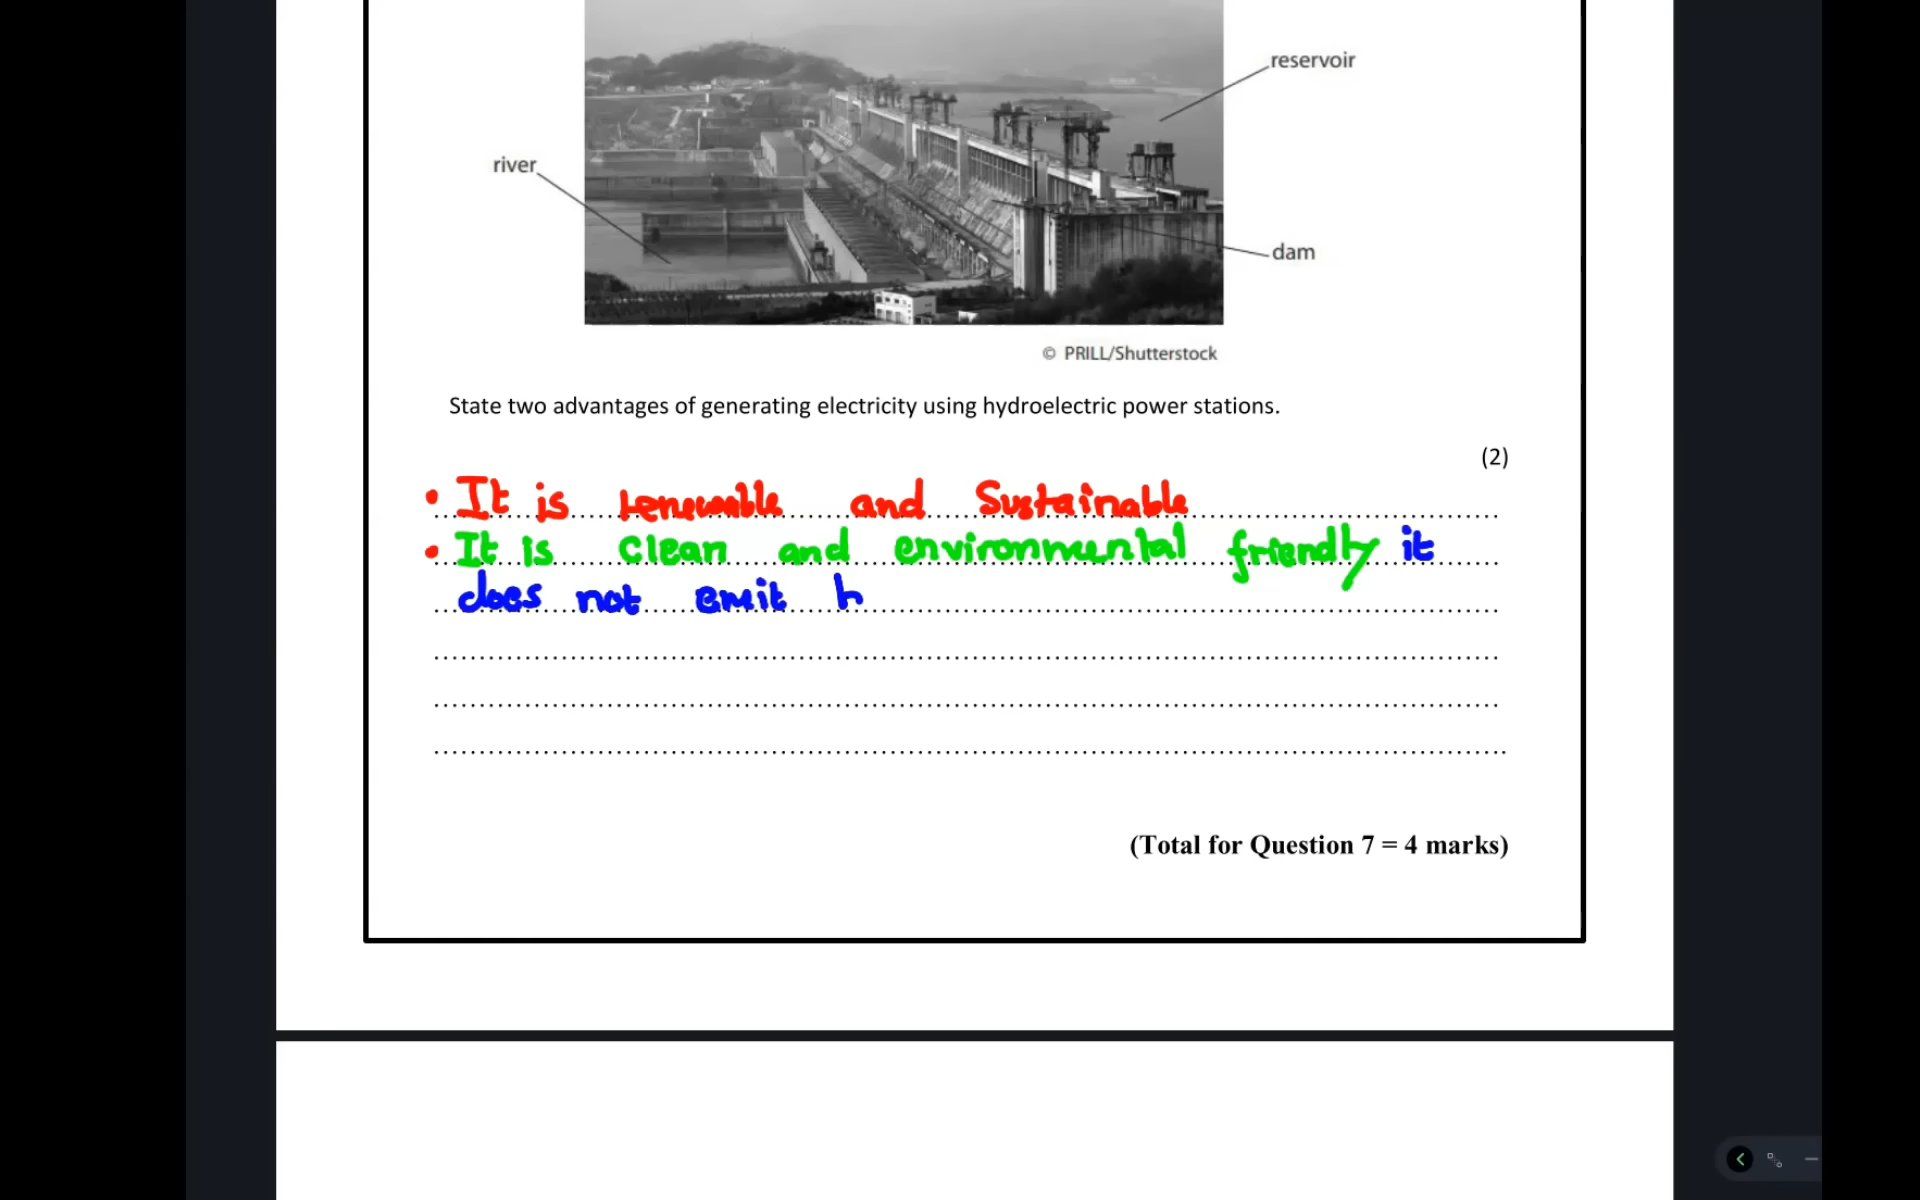 reservoir
river
dam
© PRILL/Shutterstock
State two advantages of generating electricity using hydroelectric power stations.
(2)
• It is renewable and Sustainable
• It is clean and environmental friendly it
does not emit h
(Total for Question 7 = 4 marks)